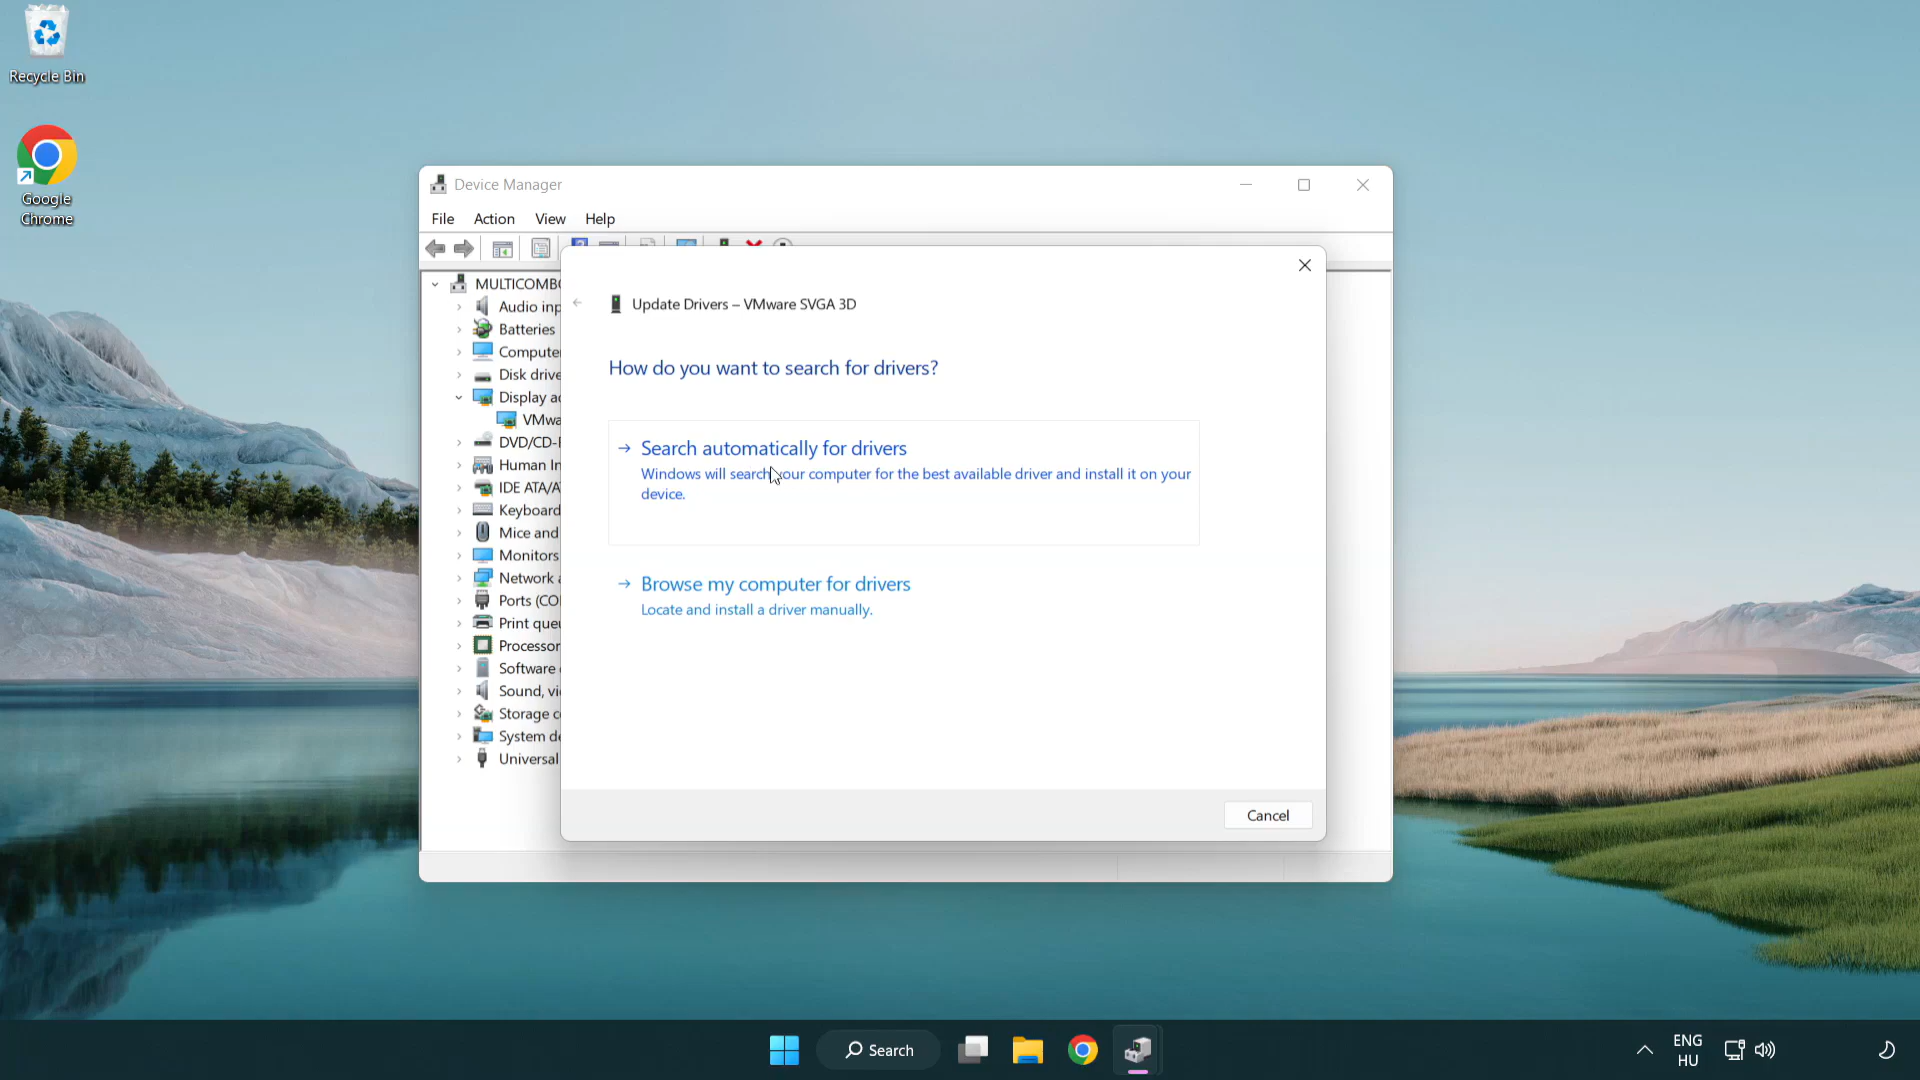 Recycle Bin
Google
Chrome
Device Manager
File Action View Help
MULTICOMBO
Audio inp
Batteries
Compute
Disk drive
Display a
VMwa
DVD/CD-
Human In
IDE ATA/A
Keyboard
Mice and
Monitors
Network a
Ports (CO
Print queu
Processor
Software
Sound, vi
Storage c
System de
Universal
Update Drivers – VMware SVGA 3D
How do you want to search for drivers?
Search automatically for drivers
Windows will search your computer for the best available driver and install it on your
device.
Browse my computer for drivers
Locate and install a driver manually.
Cancel
Search
ENG
HU